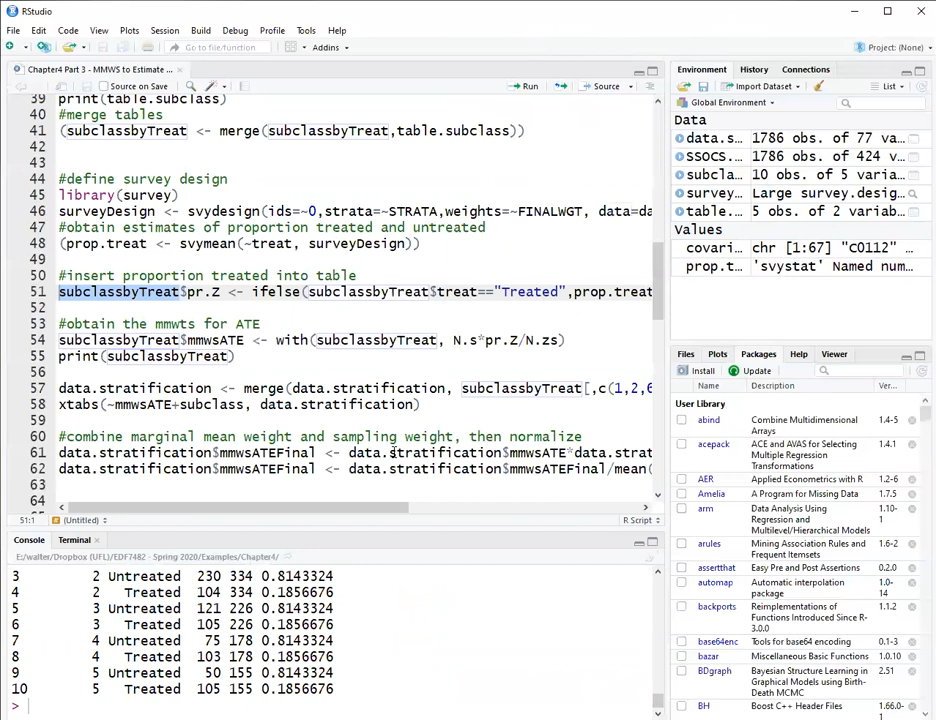 RStudio
File Edit Code View Plots Session Build Debug Profile Tools Help
Go to file/function Addins Project: (None)
Chapter4 Part 3 - MMWS to Estimate ...
Source on Save Run Source
39 print(table.subclass)
40 #merge tables
41 (subclassbyTreat <- merge(subclassbyTreat,table.subclass))
42
43
44 #define survey design
45 library(survey)
46 surveyDesign <- svydesign(ids=~0,strata=~STRATA,weights=~FINALWGT, data=da
47 #obtain estimates of proportion treated and untreated
48 (prop.treat <- svymean(~treat, surveyDesign))
49
50 #insert proportion treated into table
51 subclassbyTreat$pr.Z <- ifelse(subclassbyTreat$treat=="Treated",prop.treat
52
53 #obtain the mmwts for ATE
54 subclassbyTreat$mmwsATE <- with(subclassbyTreat, N.s*pr.Z/N.zs)
55 print(subclassbyTreat)
56
57 data.stratification <- merge(data.stratification, subclassbyTreat[,c(1,2,6
58 xtabs(~mmwsATE+subclass, data.stratification)
59
60 #combine marginal mean weight and sampling weight, then normalize
61 data.stratification$mmwsATEFinal <- data.stratification$mmwsATE*data.strat
62 data.stratification$mmwsATEFinal <- data.stratification$mmwsATEFinal/mean(
63
64
51:1 (Untitled) R Script
Console Terminal
E:/walter/Dropbox (UFL)/EDF7482 - Spring 2020/Examples/Chapter4/
3 2 Untreated 230 334 0.8143324
4 2 Treated 104 334 0.1856676
5 3 Untreated 121 226 0.8143324
6 3 Treated 105 226 0.1856676
7 4 Untreated 75 178 0.8143324
8 4 Treated 103 178 0.1856676
9 5 Untreated 50 155 0.8143324
10 5 Treated 105 155 0.1856676
>
Environment History Connections
Import Dataset List
Global Environment
Data
data.s... 1786 obs. of 77 va...
SSOCS... 1786 obs. of 424 v...
subcla... 10 obs. of 5 varia...
survey... Large survey.desig...
table.... 5 obs. of 2 variab...
Values
covari... chr [1:67] "c0112" ...
prop.t... 'svystat' Named num...
Files Plots Packages Help Viewer
Install Update
Name Description Ver...
User Library
abind Combine Multidimensional Arrays 1.4-5
acepack ACE and AVAS for Selecting Multiple Regression Transformations 1.4.1
AER Applied Econometrics with R 1.2-6
Amelia A Program for Missing Data 1.7.5
arm Data Analysis Using Regression and Multilevel/Hierarchical Models 1.10-1
arules Mining Association Rules and Frequent Itemsets 1.6-2
assertthat Easy Pre and Post Assertions 0.2.0
automap Automatic interpolation package 1.0-14
backports Reimplementations of Functions Introduced Since R-3.0.0 1.1.2
base64enc Tools for base64 encoding 0.1-3
bazar Miscellaneous Basic Functions 1.0.10
BDgraph Bayesian Structure Learning in Graphical Models using Birth-Death MCMC 2.51
BH Boost C++ Header Files 1.66.0-